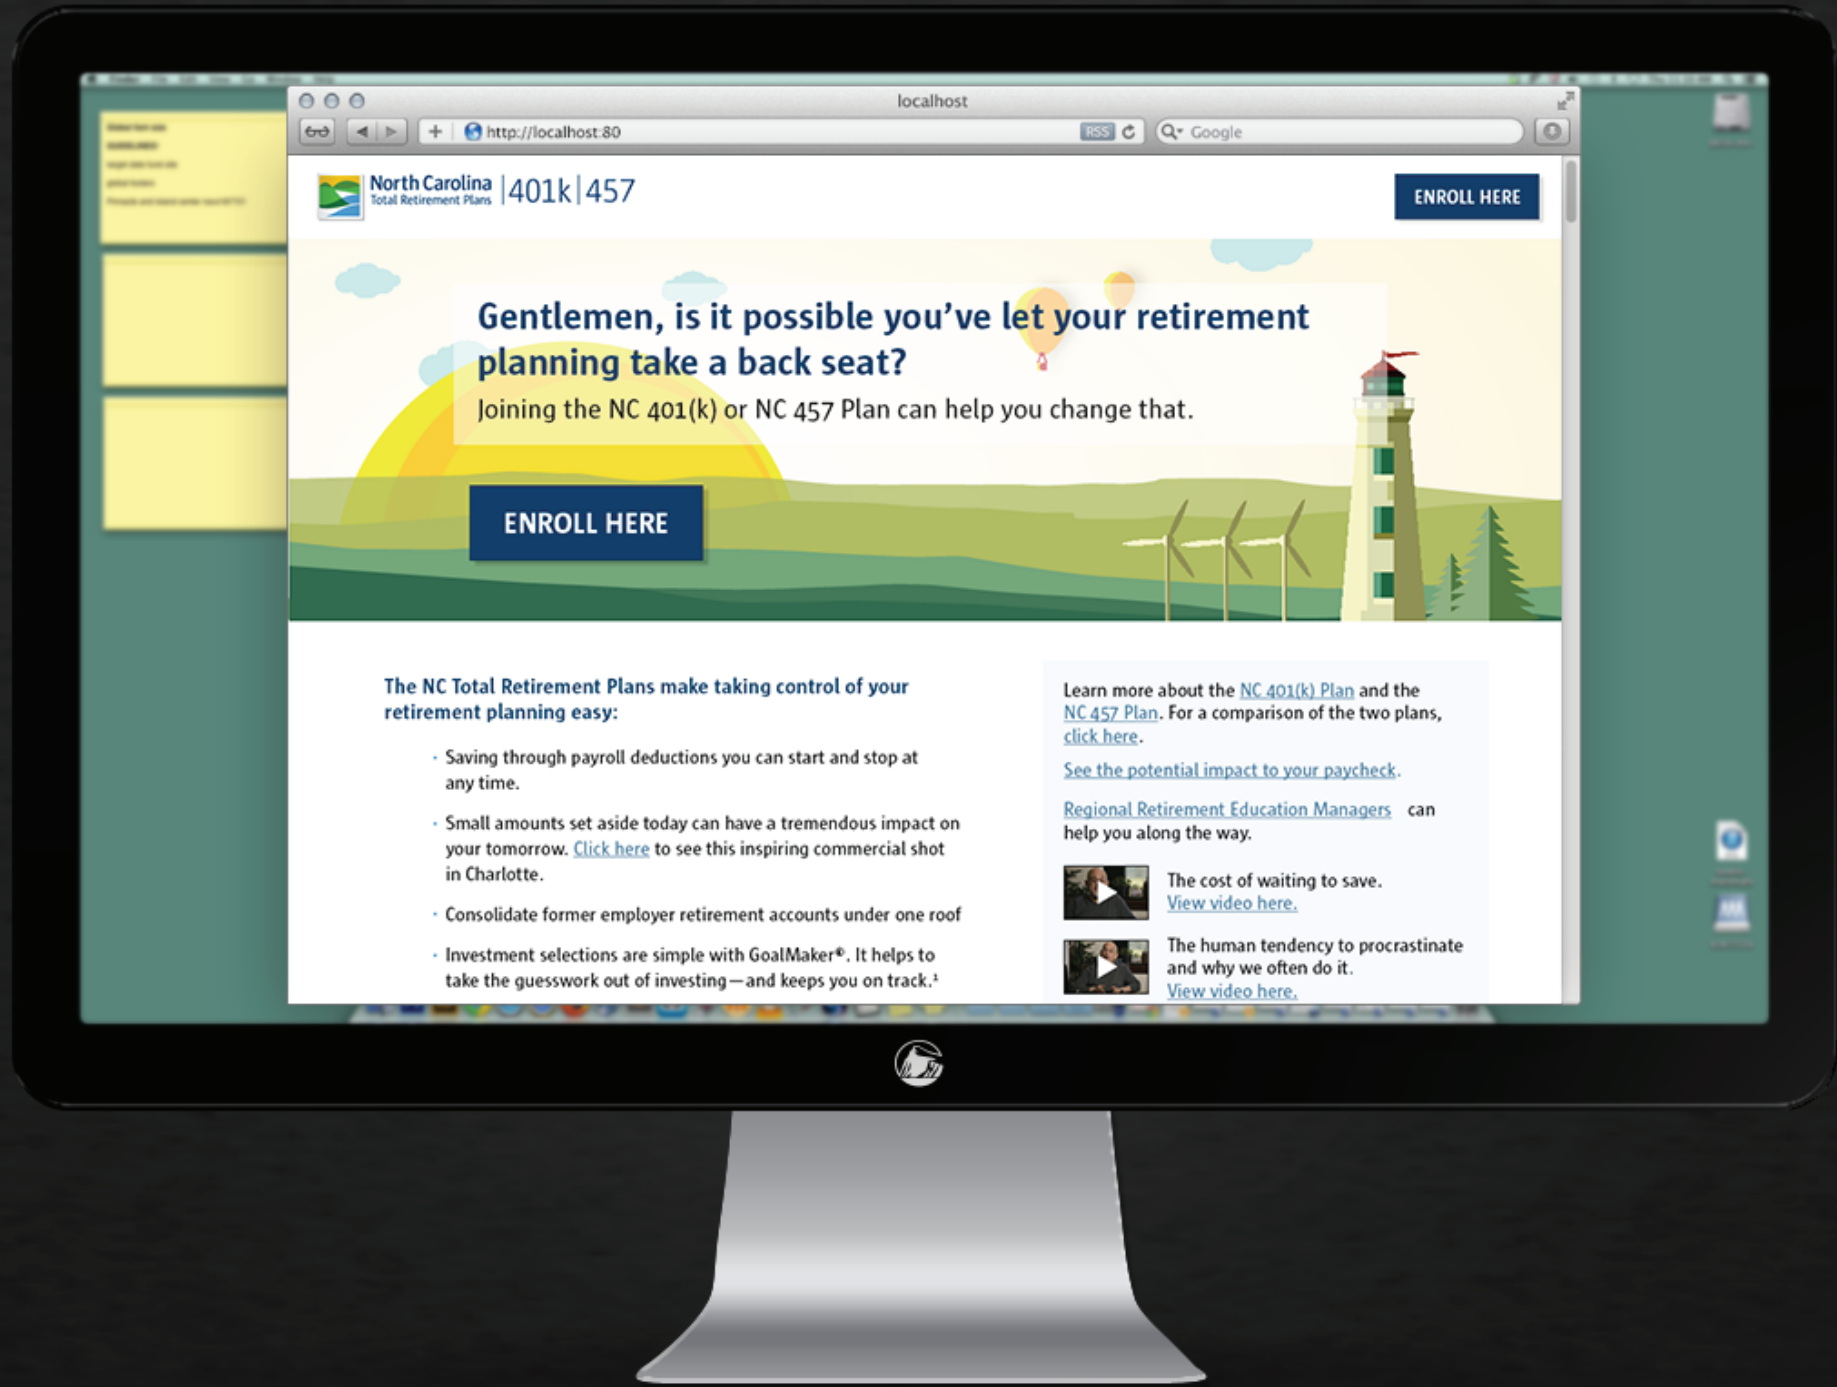 localhost
http://localhost:80
RSS
Google
North Carolina
Total Retirement Plans
401k
457
ENROLL HERE
Gentlemen, is it possible you’ve let your retirement
planning take a back seat?
Joining the NC 401(k) or NC 457 Plan can help you change that.
ENROLL HERE
The NC Total Retirement Plans make taking control of your
retirement planning easy:
· Saving through payroll deductions you can start and stop at
any time.
· Small amounts set aside today can have a tremendous impact on
your tomorrow. Click here to see this inspiring commercial shot
in Charlotte.
· Consolidate former employer retirement accounts under one roof
· Investment selections are simple with GoalMaker®. It helps to
take the guesswork out of investing—and keeps you on track.¹
Learn more about the NC 401(k) Plan and the
NC 457 Plan. For a comparison of the two plans,
click here.
See the potential impact to your paycheck.
Regional Retirement Education Managers can
help you along the way.
The cost of waiting to save.
View video here.
The human tendency to procrastinate
and why we often do it.
View video here.